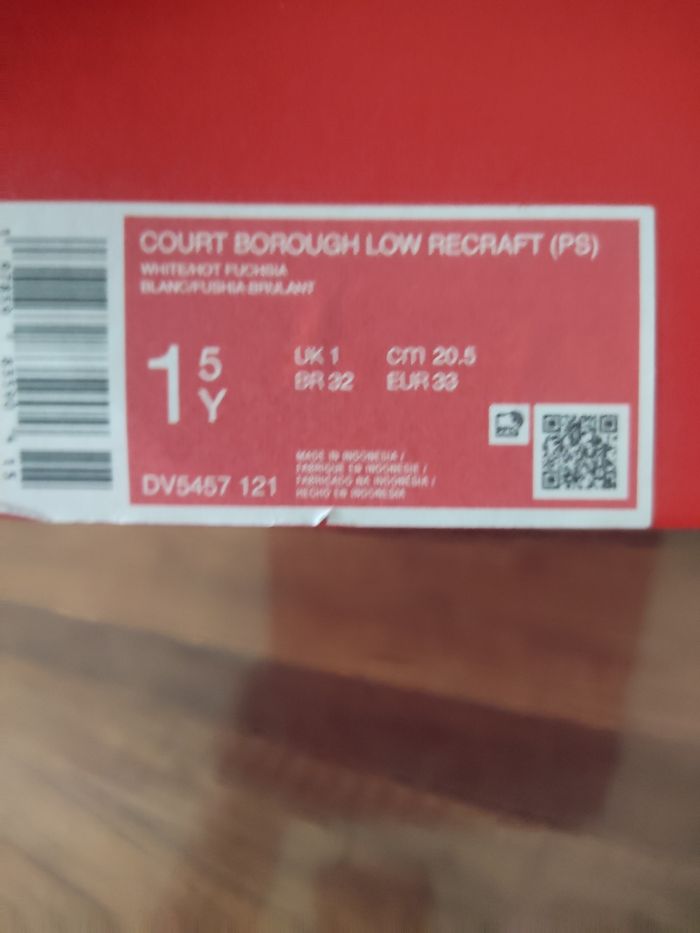 COURT BOROUGH LOW RECRAFT (PS)
WHITE/HOT FUCHSIA
BLANC/FUSHIA BRULANT
1 5 Y
UK 1 CM 20.5
BR 32 EUR 33
MADE IN INDONESIA /
FABRIQUE EN INDONESIE /
FABRICADO NA INDONÉSIA /
HECHO EN INDONESIA
DV5457 121